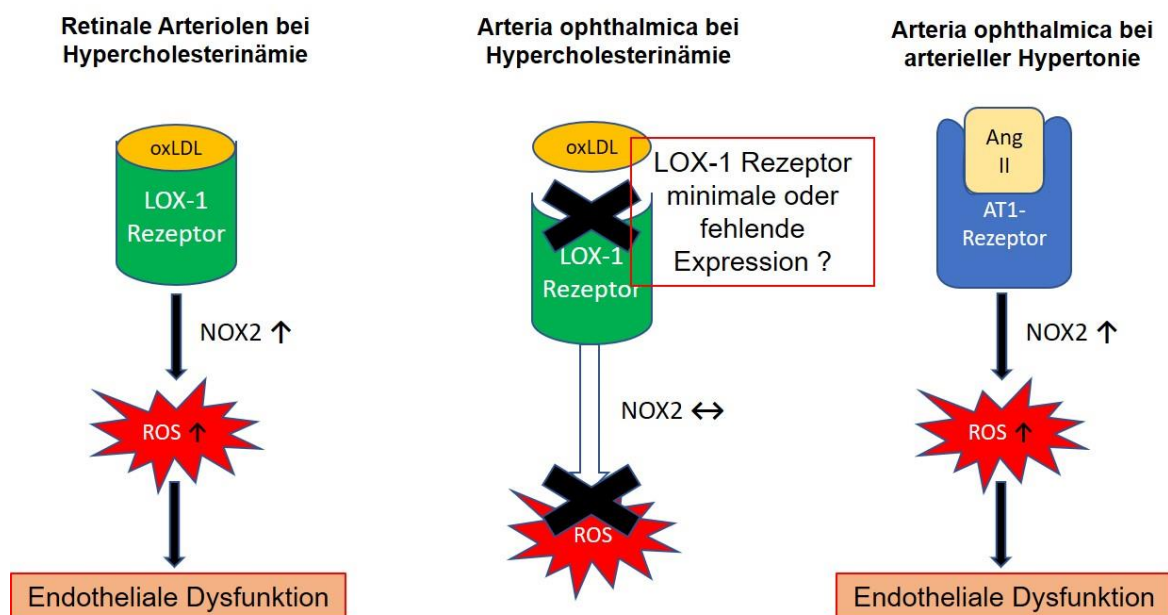 Retinale Arteriolen bei
Hypercholesterinämie
oxLDL
LOX-1
Rezeptor
NOX2 ↑
ROS ↑
Endotheliale Dysfunktion
Arteria ophthalmica bei
Hypercholesterinämie
oxLDL
LOX-1 Rezeptor
minimale oder
fehlende
Expression ?
LOX-1
Rezeptor
NOX2 ↔
ROS
Arteria ophthalmica bei
arterieller Hypertonie
Ang
II
AT1-
Rezeptor
NOX2 ↑
ROS ↑
Endotheliale Dysfunktion